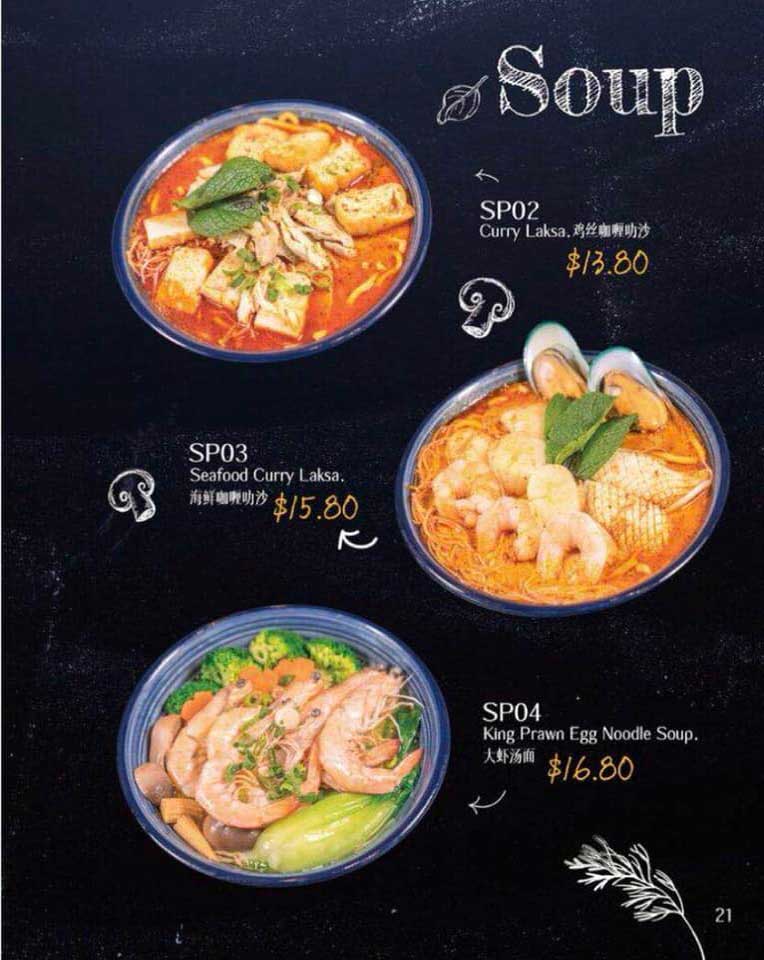 Soup
SP02
Curry Laksa. 鸡丝咖喱叻沙
$13.80
SP03
Seafood Curry Laksa.
海鲜咖喱叻沙 $15.80
SP04
King Prawn Egg Noodle Soup.
大虾汤面 $16.80
21